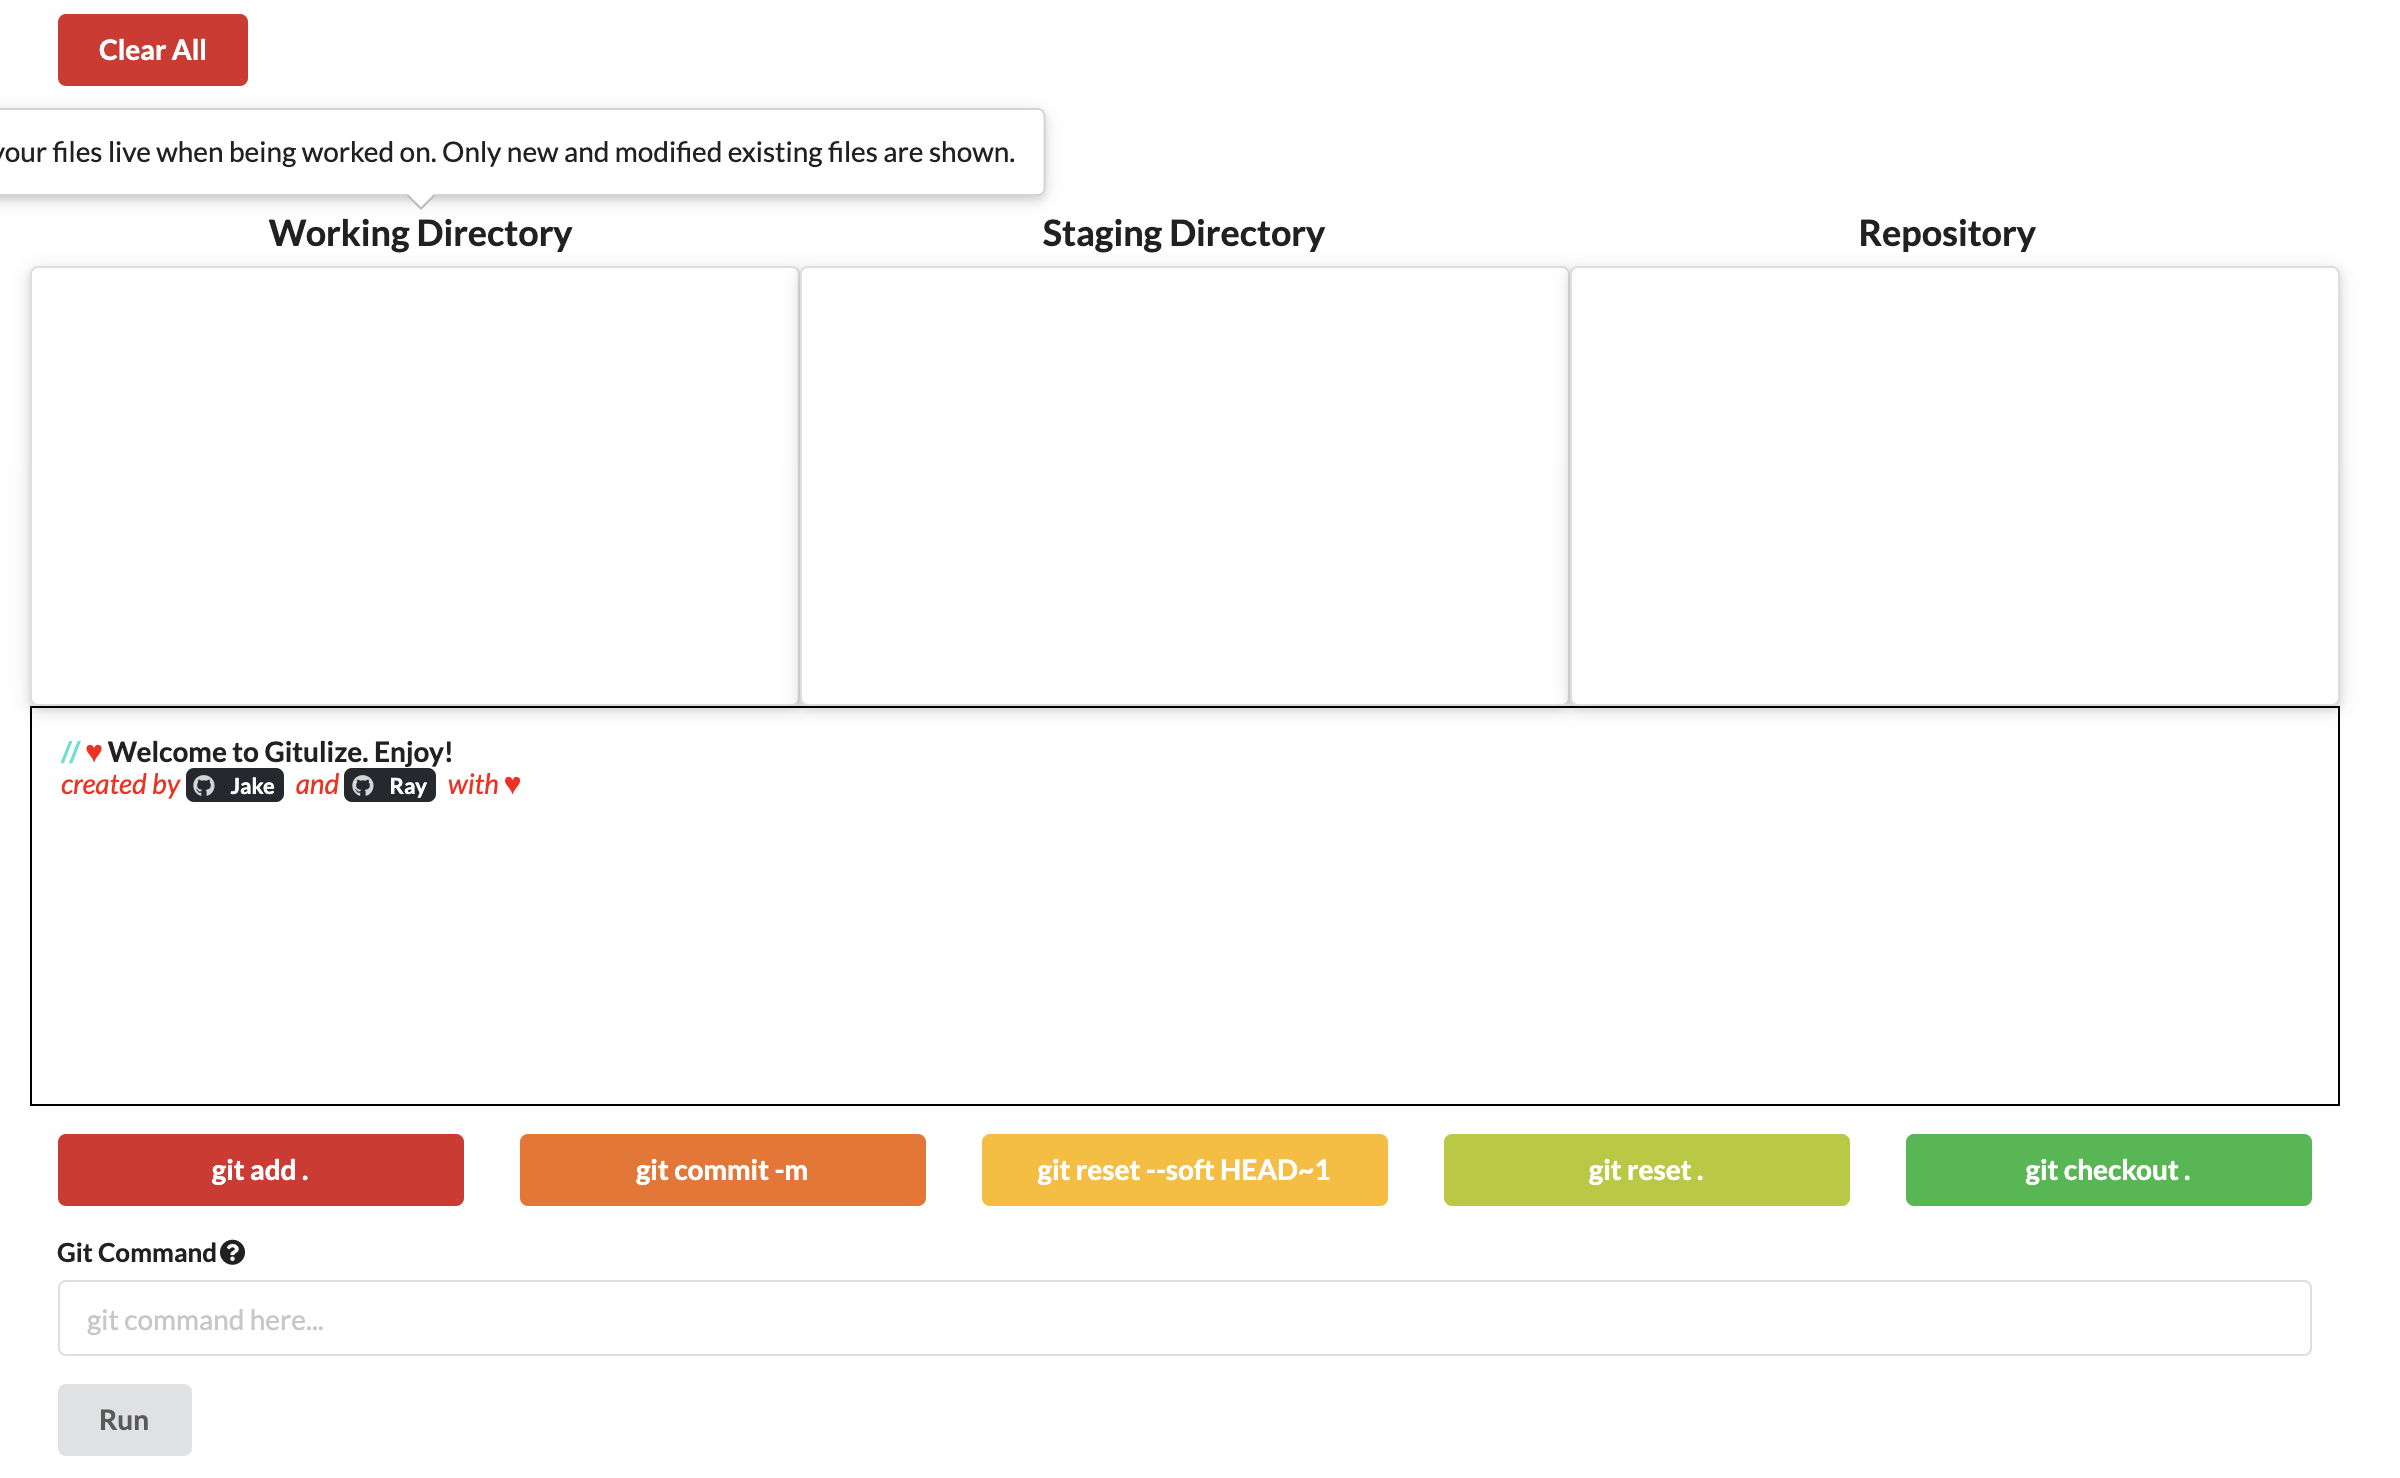 Clear All
your files live when being worked on. Only new and modified existing files are shown.
Working Directory
Staging Directory
Repository
// ♥ Welcome to Gitulize. Enjoy!
created by Jake and Ray with ♥
git add .
git commit -m
git reset --soft HEAD~1
git reset .
git checkout .
Git Command?
git command here...
Run